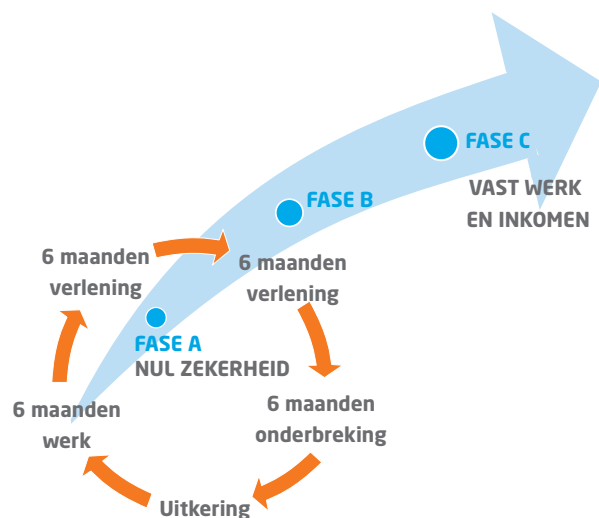 FASE C
VAST WERK
EN INKOMEN
FASE B
6 maanden
verlening
6 maanden
verlening
FASE A
NUL ZEKERHEID
6 maanden
werk
6 maanden
onderbreking
Uitkering